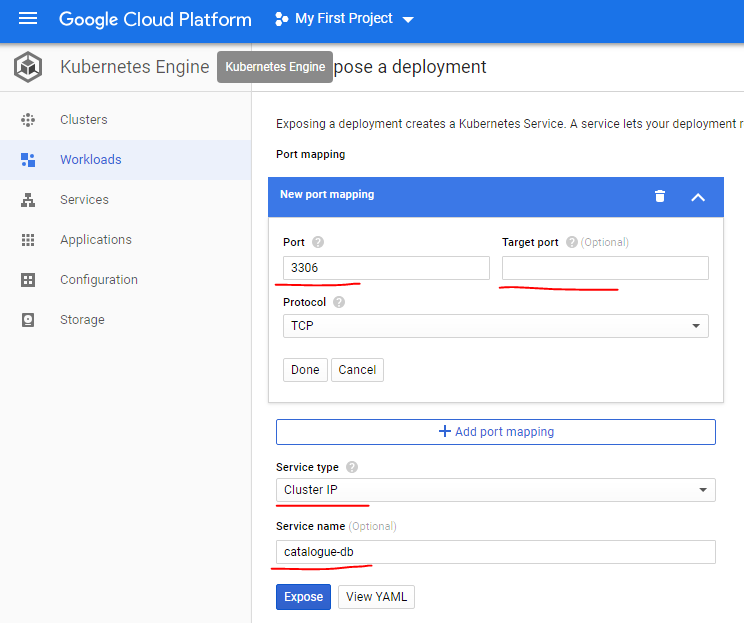 Google Cloud Platform My First Project
Kubernetes Engine Kubernetes Engine pose a deployment
Clusters
Workloads
Services
Applications
Configuration
Storage
Exposing a deployment creates a Kubernetes Service. A service lets your deployment r
Port mapping
New port mapping
Port ? Target port ? (Optional)
3306
Protocol ?
TCP
Done Cancel
+ Add port mapping
Service type ?
Cluster IP
Service name (Optional)
catalogue-db
Expose View YAML